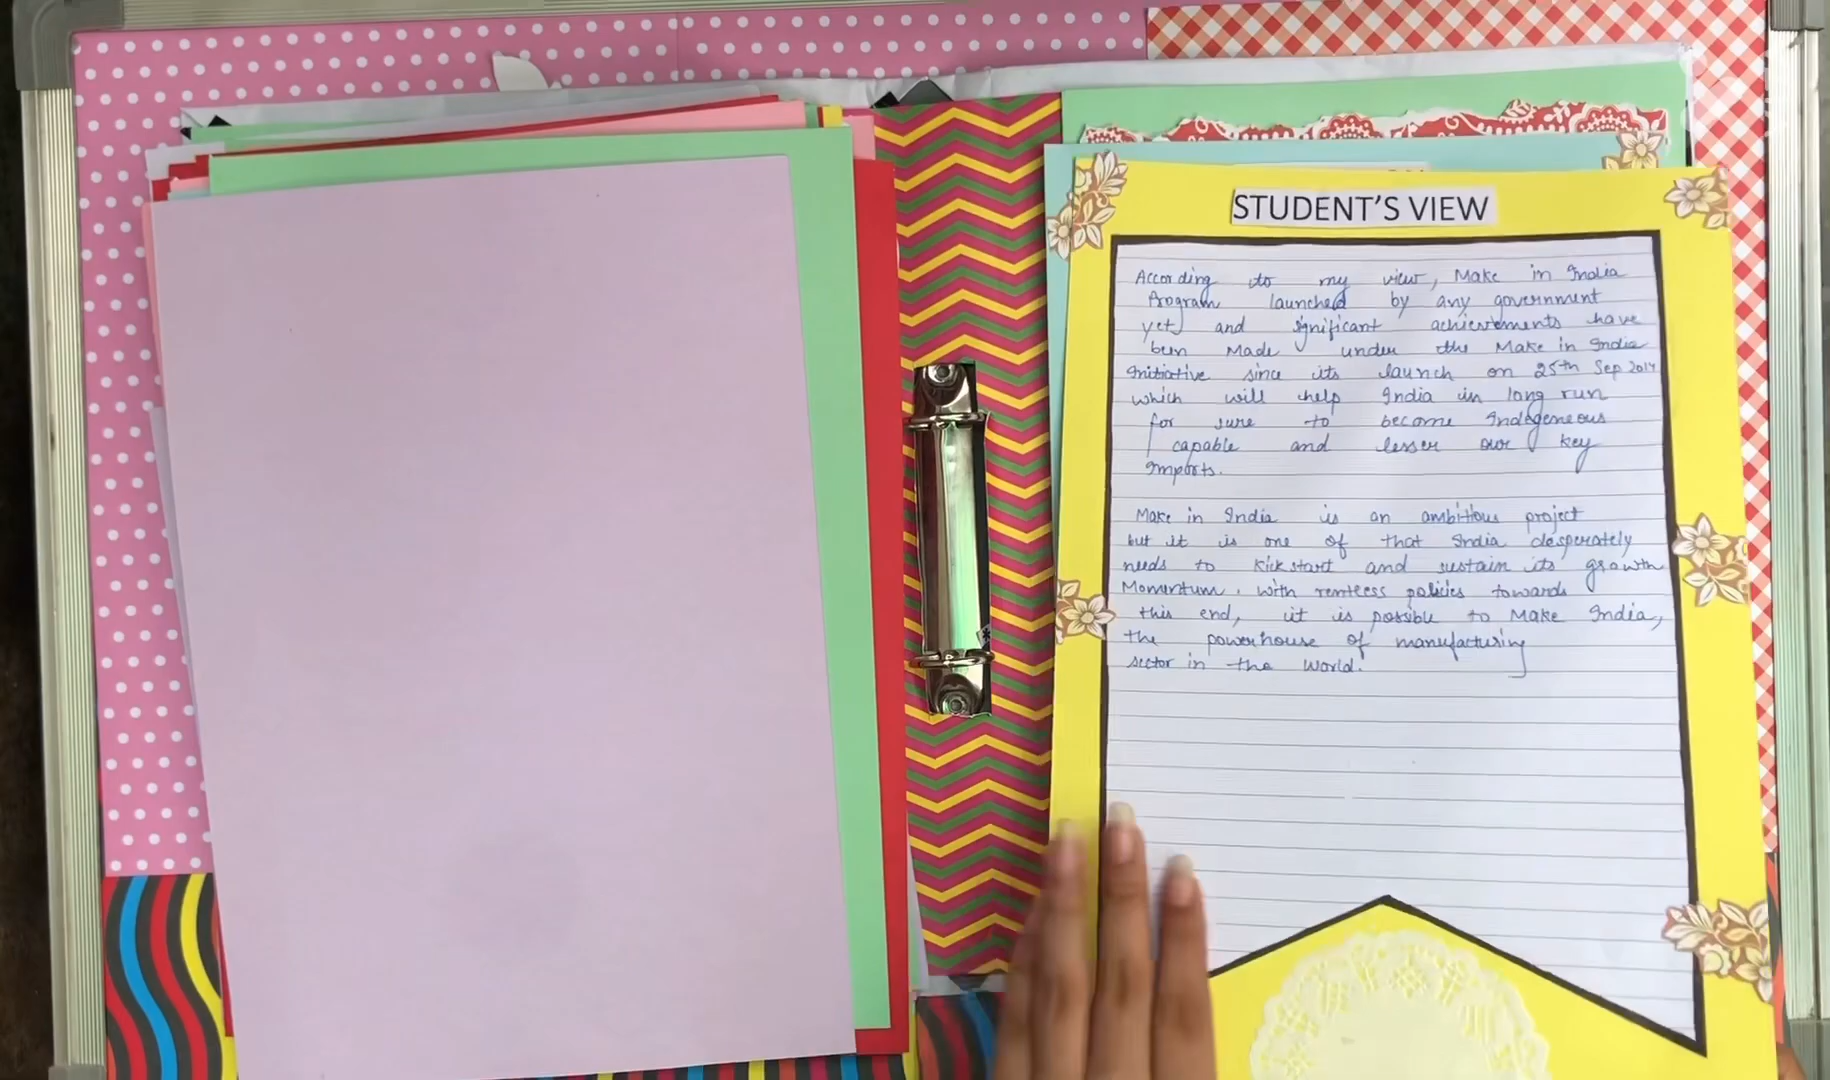 STUDENT'S VIEW
According to my view, Make in India
Program launched by any government
yet and significant achievements have
been Made under the Make in India
Initiative since its launch on 25th Sep 2014
which will help India in long run
for sure to become Indegeneous
capable and lesser our key
Imports.
Make in India is an ambitious project
but it is one of that India desperately
needs to kick start and sustain its growth
Momentum. With remtless policies towards
this end, it is possible to Make India,
the powerhouse of manufacturing
sector in the world.